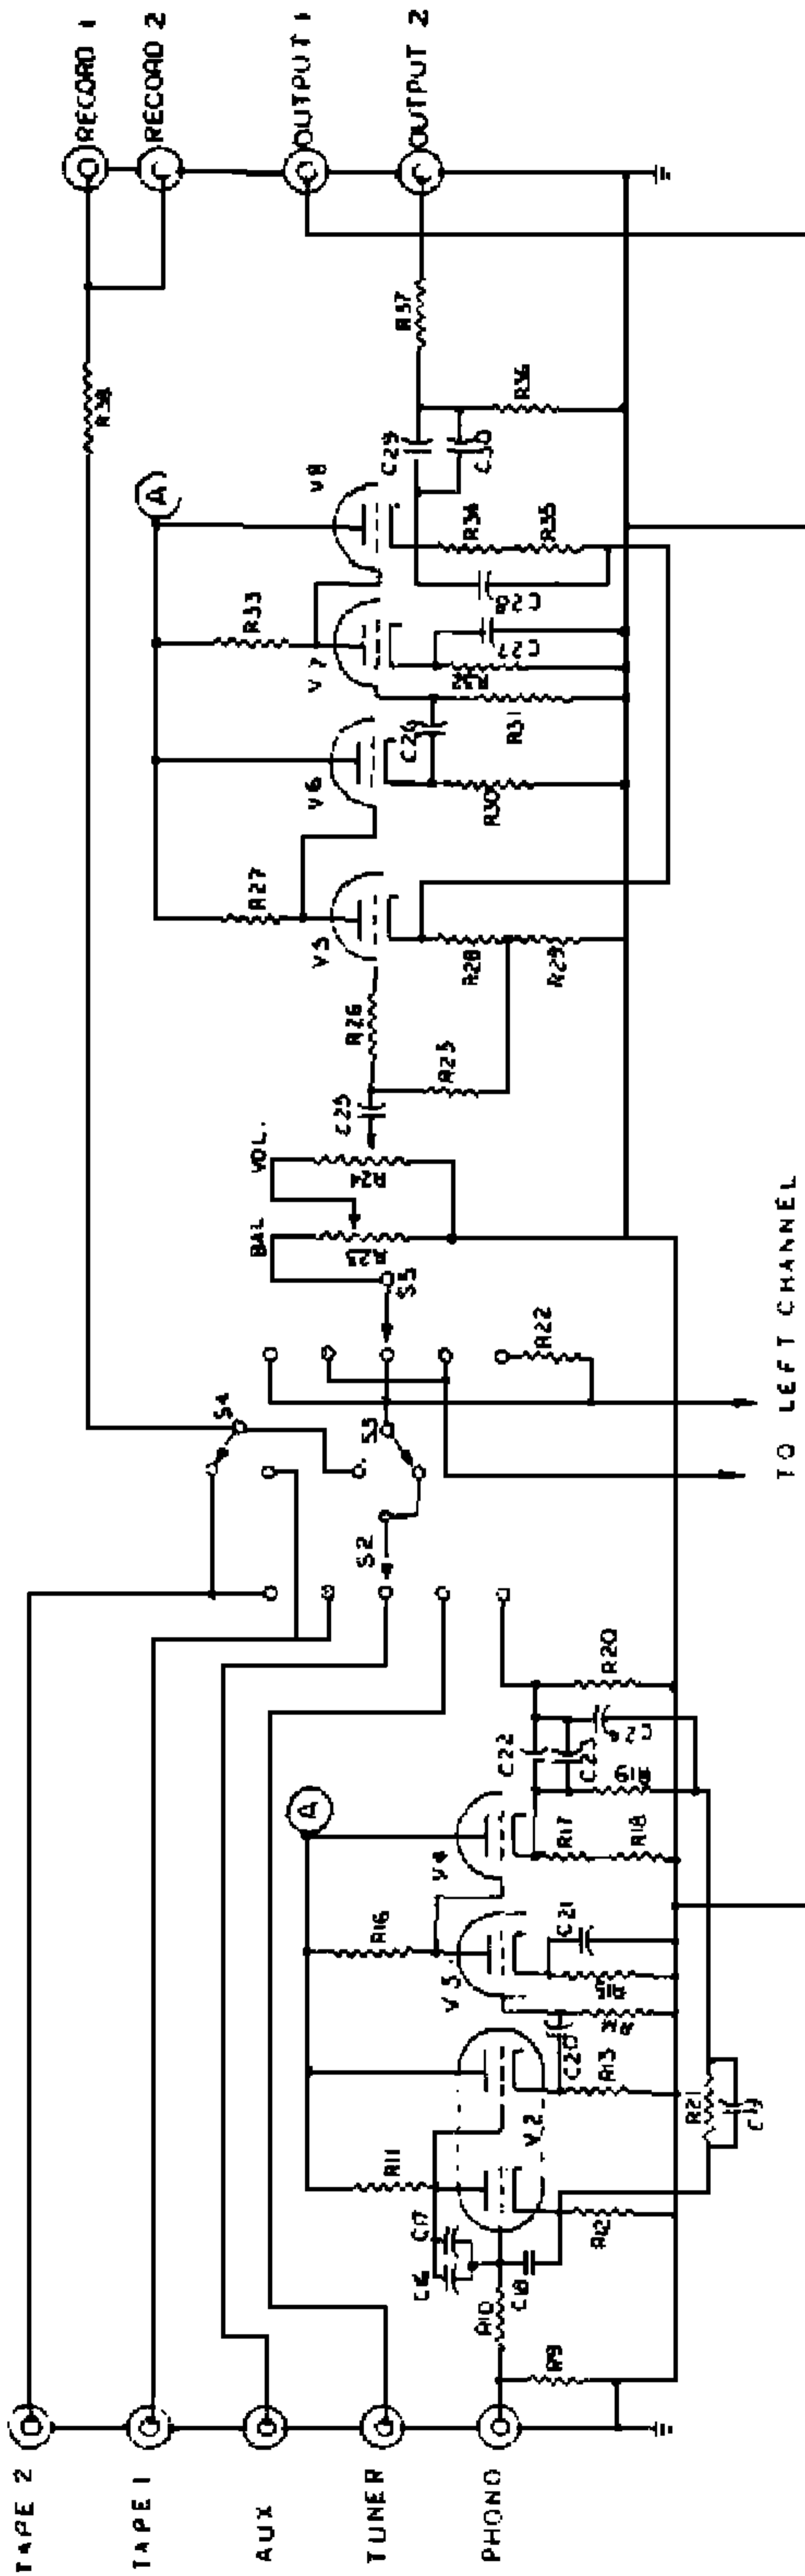 TAPE 2
TAPE 1
AUX
TUNER
PHONO
R9
R10
C16
C17
C18
R11
R12
V2
C20
R13
R21
C19
V3
R15
C21
R16
A
V4
R17
R18
R19
C22
C23
R20
S2
S3
S4
S5
R22
TO LEFT CHANNEL
BAL
VOL.
R24
C25
R25
R26
V5
R27
R28
R29
V6
R30
C26
R31
V7
C27
R33
A
V8
R34
R35
C28
C29
C30
R36
R37
R38
RECORD 1
RECORD 2
OUTPUT 1
OUTPUT 2